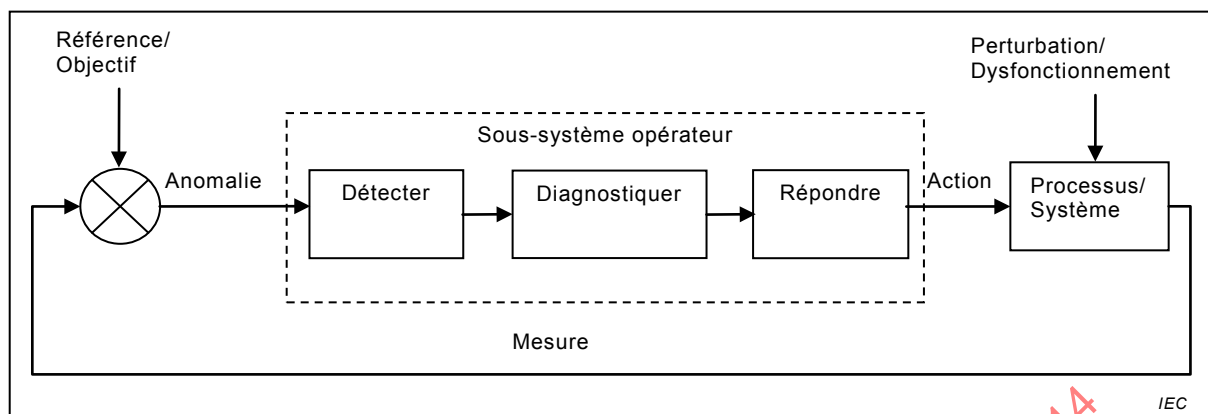 Référence/
Objectif
Perturbation/
Dysfonctionnement
Sous-système opérateur
Anomalie
Détecter
Diagnostiquer
Répondre
Action
Processus/
Système
Mesure
IEC